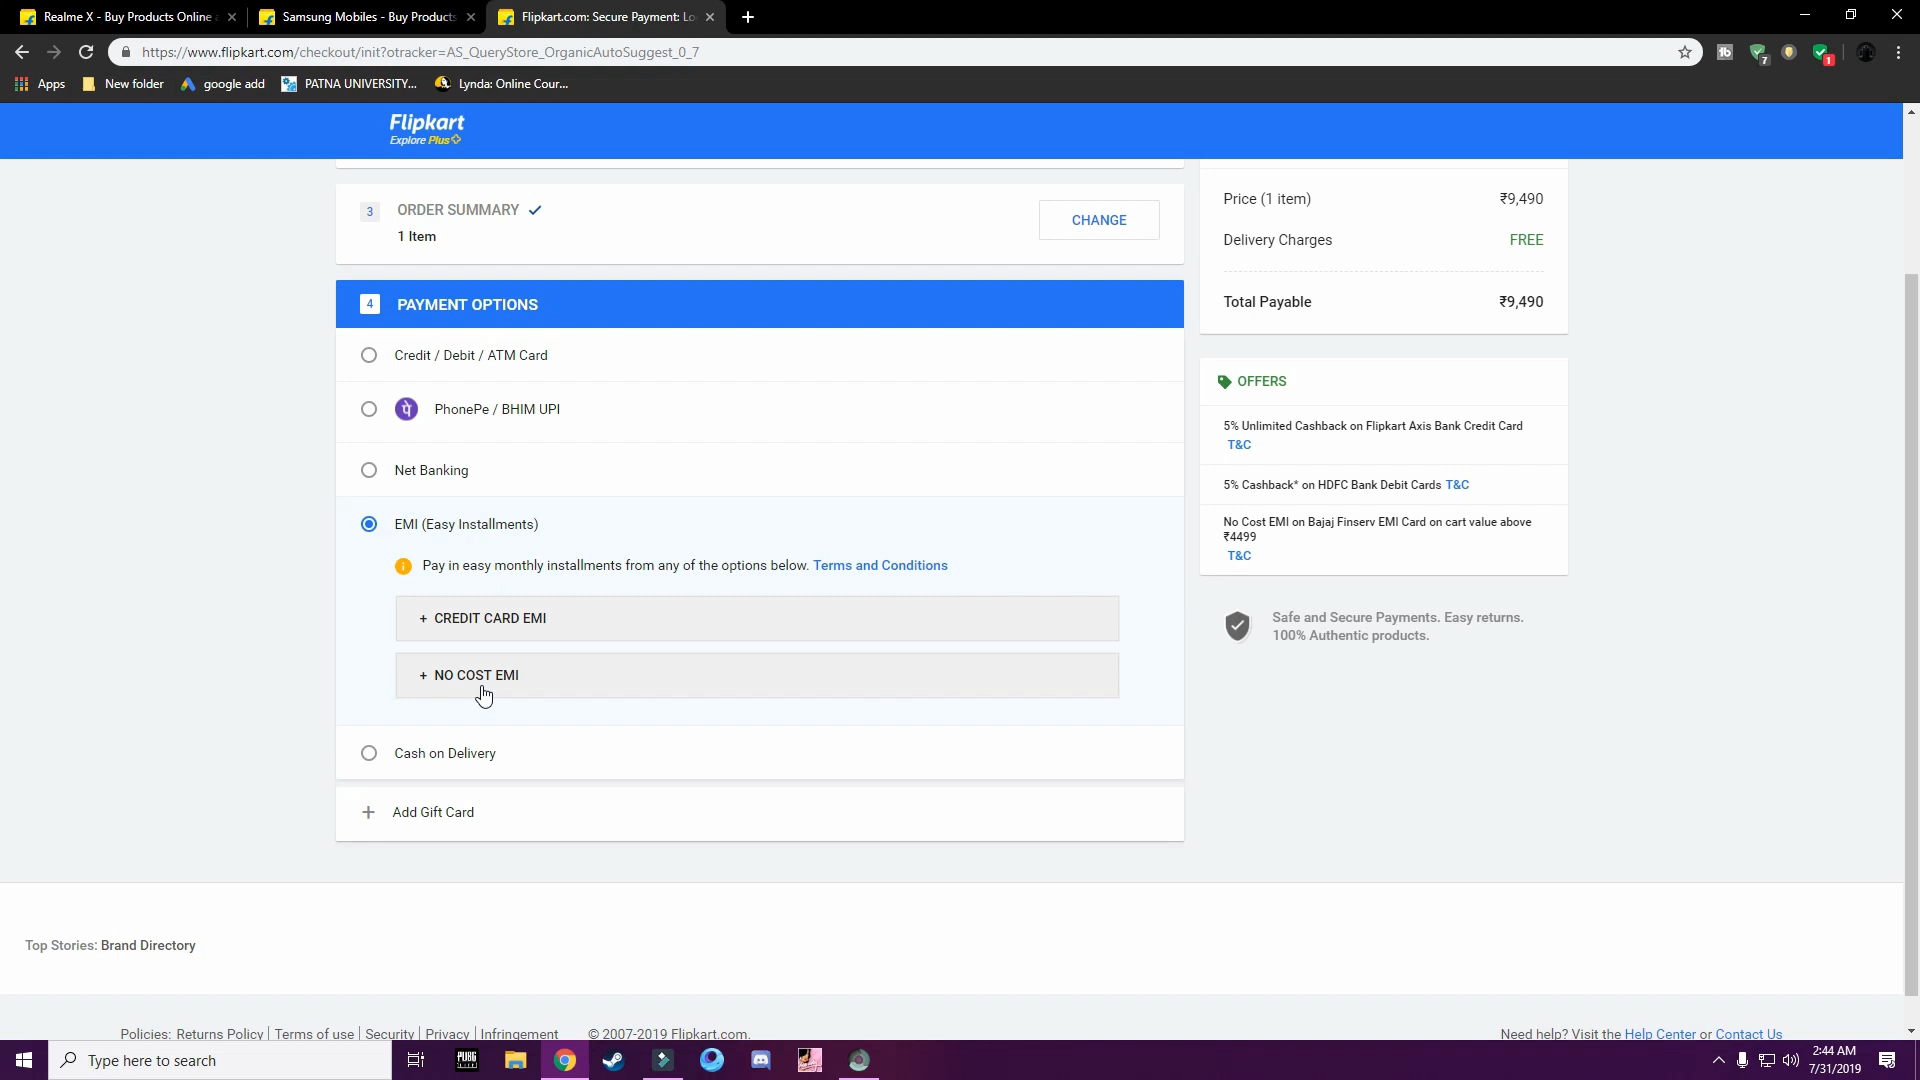 Realme X - Buy Products Online a
Samsung Mobiles - Buy Products
Flipkart.com: Secure Payment: Lo
https://www.flipkart.com/checkout/init?otracker=AS_QueryStore_OrganicAutoSuggest_0_7
Apps
New folder
google add
PATNA UNIVERSITY...
Lynda: Online Cour...
Flipkart
Explore Plus
3 ORDER SUMMARY
1 Item
CHANGE
4 PAYMENT OPTIONS
Credit / Debit / ATM Card
PhonePe / BHIM UPI
Net Banking
EMI (Easy Installments)
Pay in easy monthly installments from any of the options below. Terms and Conditions
+ CREDIT CARD EMI
+ NO COST EMI
Cash on Delivery
+ Add Gift Card
Price (1 item) ₹9,490
Delivery Charges FREE
Total Payable ₹9,490
OFFERS
5% Unlimited Cashback on Flipkart Axis Bank Credit Card
T&C
5% Cashback* on HDFC Bank Debit Cards T&C
No Cost EMI on Bajaj Finserv EMI Card on cart value above
₹4499
T&C
Safe and Secure Payments. Easy returns.
100% Authentic products.
Top Stories: Brand Directory
Policies: Returns Policy | Terms of use | Security | Privacy | Infringement © 2007-2019 Flipkart.com.
Need help? Visit the Help Center or Contact Us
Type here to search
2:44 AM
7/31/2019